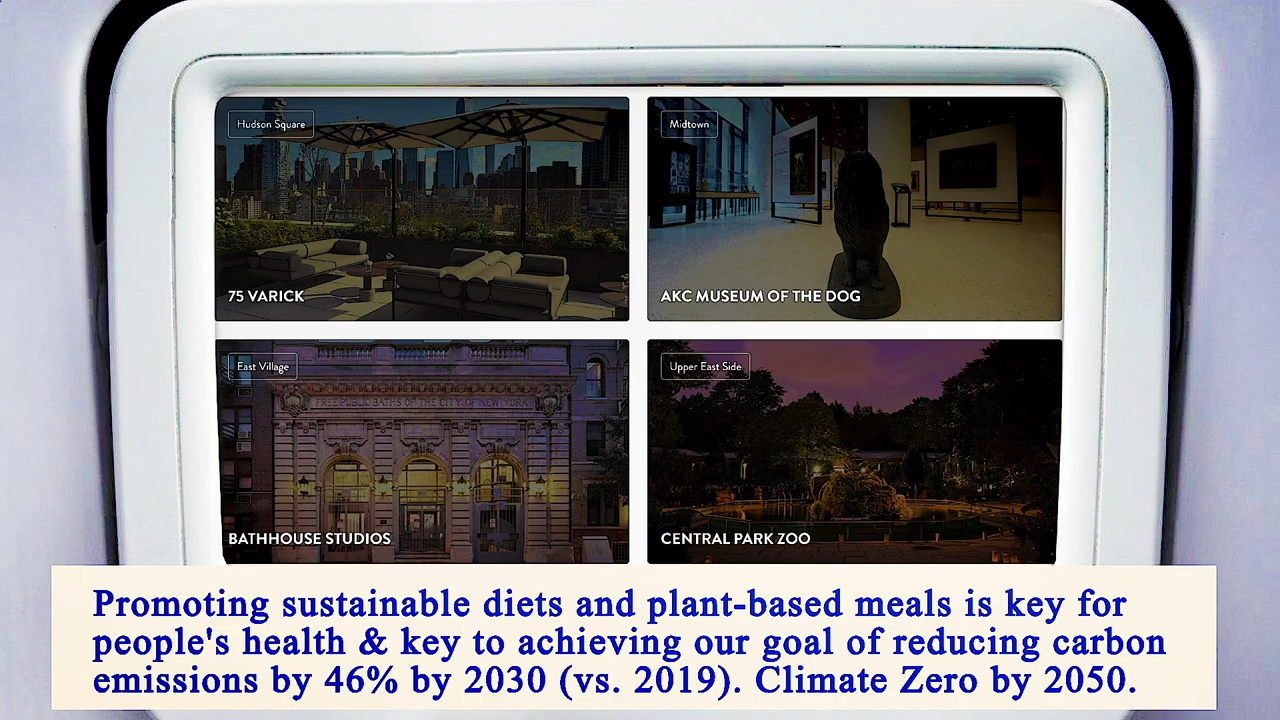 Hudson Square
75 VARICK
Midtown
AKC MUSEUM OF THE DOG
East Village
FREE PUBLIC BATHS OF THE CITY OF NEW YORK
BATHHOUSE STUDIOS
Upper East Side
CENTRAL PARK ZOO
Promoting sustainable diets and plant-based meals is key for
people's health & key to achieving our goal of reducing carbon
emissions by 46% by 2030 (vs. 2019). Climate Zero by 2050.